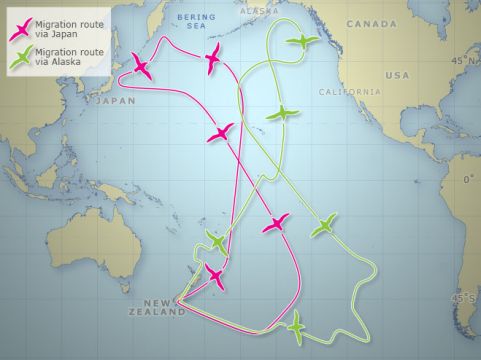 Migration route
via Japan
Migration route
via Alaska
BERING
SEA
ALASKA
CANADA
45°N
USA
JAPAN
CALIFORNIA
0°
NEW
ZEALAND
45°S